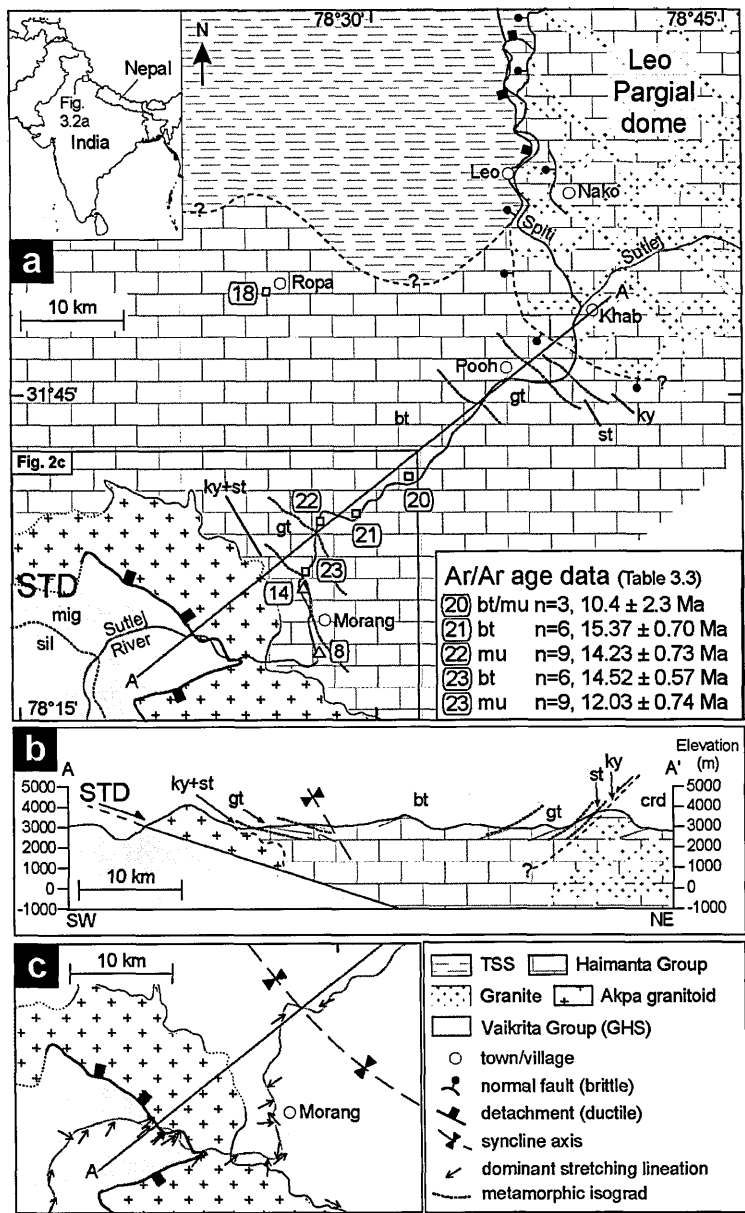 78°30'
78°45'
N
Nepal
Fig.
3.2a
India
Leo
Pargial
dome
Leo
Nako
?
Spiti
Sutlej
a
?
18
Ropa
A'
Khab
10 km
Pooh
?
31°45'
gt
bt
ky
st
Fig. 2c
ky+st
22
20
gt
21
23
STD
14
mig
Morang
sil
Sutlej
River
8
A
78°15'
Ar/Ar age data (Table 3.3)
20 bt/mu n=3, 10.4 ± 2.3 Ma
21 bt n=6, 15.37 ± 0.70 Ma
22 mu n=9, 14.23 ± 0.73 Ma
23 bt n=6, 14.52 ± 0.57 Ma
23 mu n=9, 12.03 ± 0.74 Ma
b
A
A'
Elevation
(m)
STD
ky+st
gt
bt
gt
st
ky
crd
5000
4000
3000
2000
1000
0
-1000
5000
4000
3000
2000
1000
0
-1000
?
10 km
SW
NE
c
10 km
Morang
A
TSS
Haimanta Group
Granite
Akpa granitoid
Vaikrita Group (GHS)
town/village
normal fault (brittle)
detachment (ductile)
syncline axis
dominant stretching lineation
metamorphic isograd